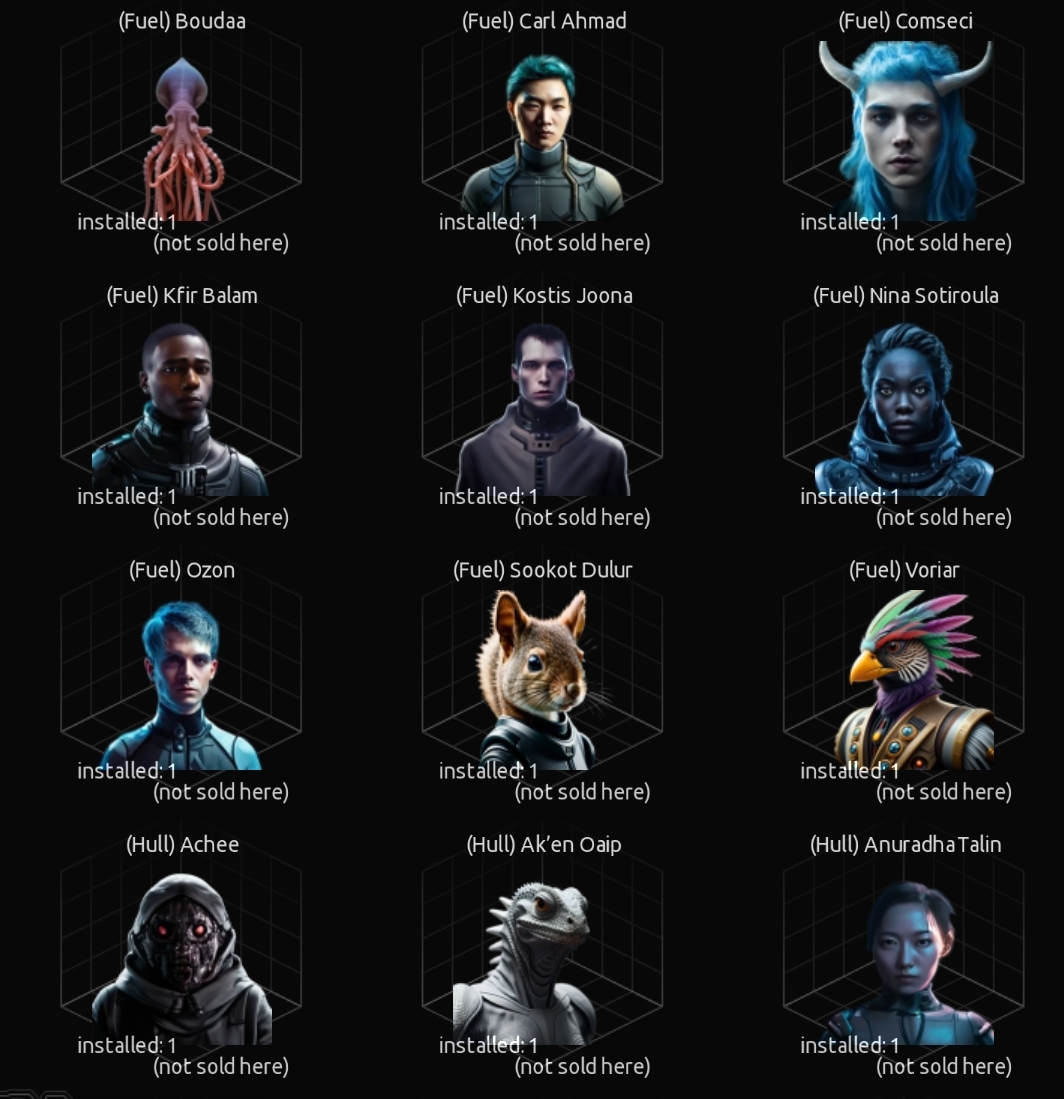 (Fuel) Boudaa
(Fuel) Carl Ahmad
(Fuel) Comseci
installed: 1
(not sold here)
installed: 1
(not sold here)
installed: 1
(not sold here)
(Fuel) Kfir Balam
(Fuel) Kostis Joona
(Fuel) Nina Sotiroula
installed: 1
(not sold here)
installed: 1
(not sold here)
installed: 1
(not sold here)
(Fuel) Ozon
(Fuel) Sookot Dulur
(Fuel) Voriar
installed: 1
(not sold here)
installed: 1
(not sold here)
installed: 1
(not sold here)
(Hull) Achee
(Hull) Ak’en Oaip
(Hull) Anuradha Talin
installed: 1
(not sold here)
installed: 1
(not sold here)
installed: 1
(not sold here)